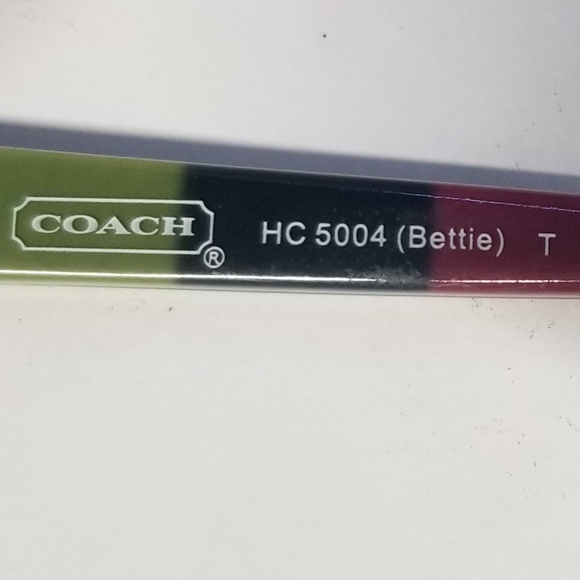 COACH® HC 5004 (Bettie) T